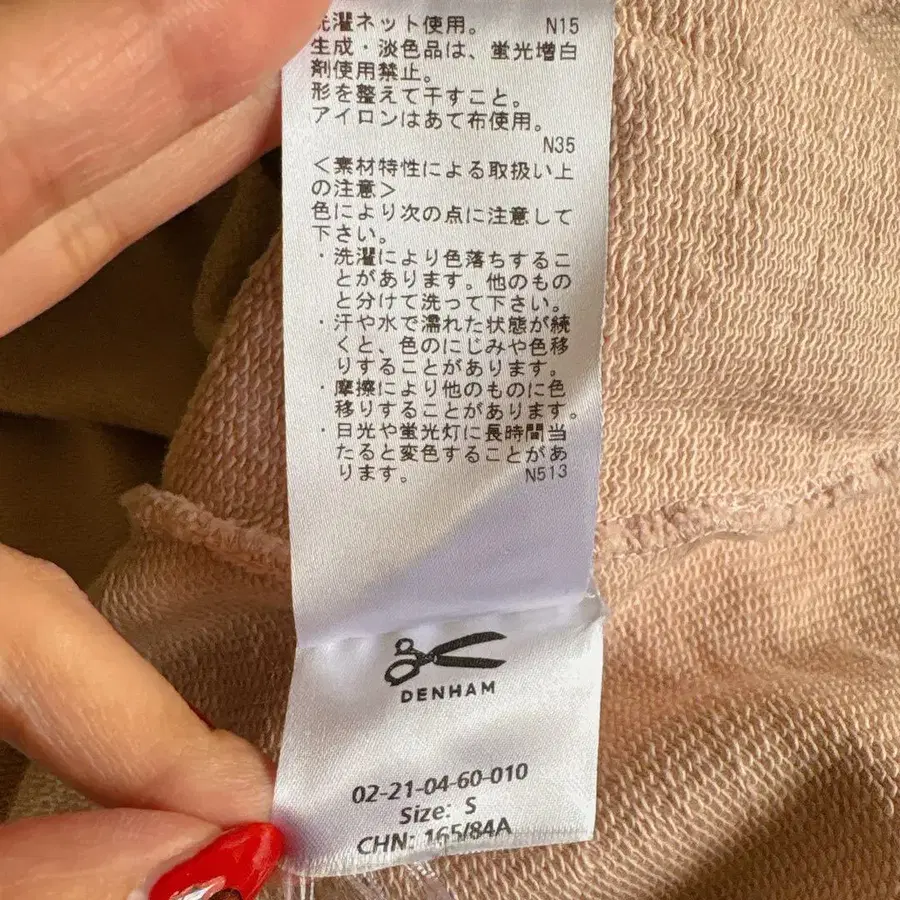 洗濯ネット使用。 N15
生成・淡色品は、蛍光増白
剤使用禁止。
形を整えて干すこと。
アイロンはあて布使用。
N35
＜素材特性による取扱い上
の注意＞
色により次の点に注意して
下さい。
・洗濯により色落ちするこ
とがあります。他のもの
と分けて洗って下さい。
・汗や水で濡れた状態が続
くと、色のにじみや色移
りすることがあります。
・摩擦により他のものに色
移りすることがあります。
・日光や蛍光灯に長時間当
たると変色することがあ
ります。 N513
DENHAM
02-21-04-60-010
Size: S
CHN: 165/84A